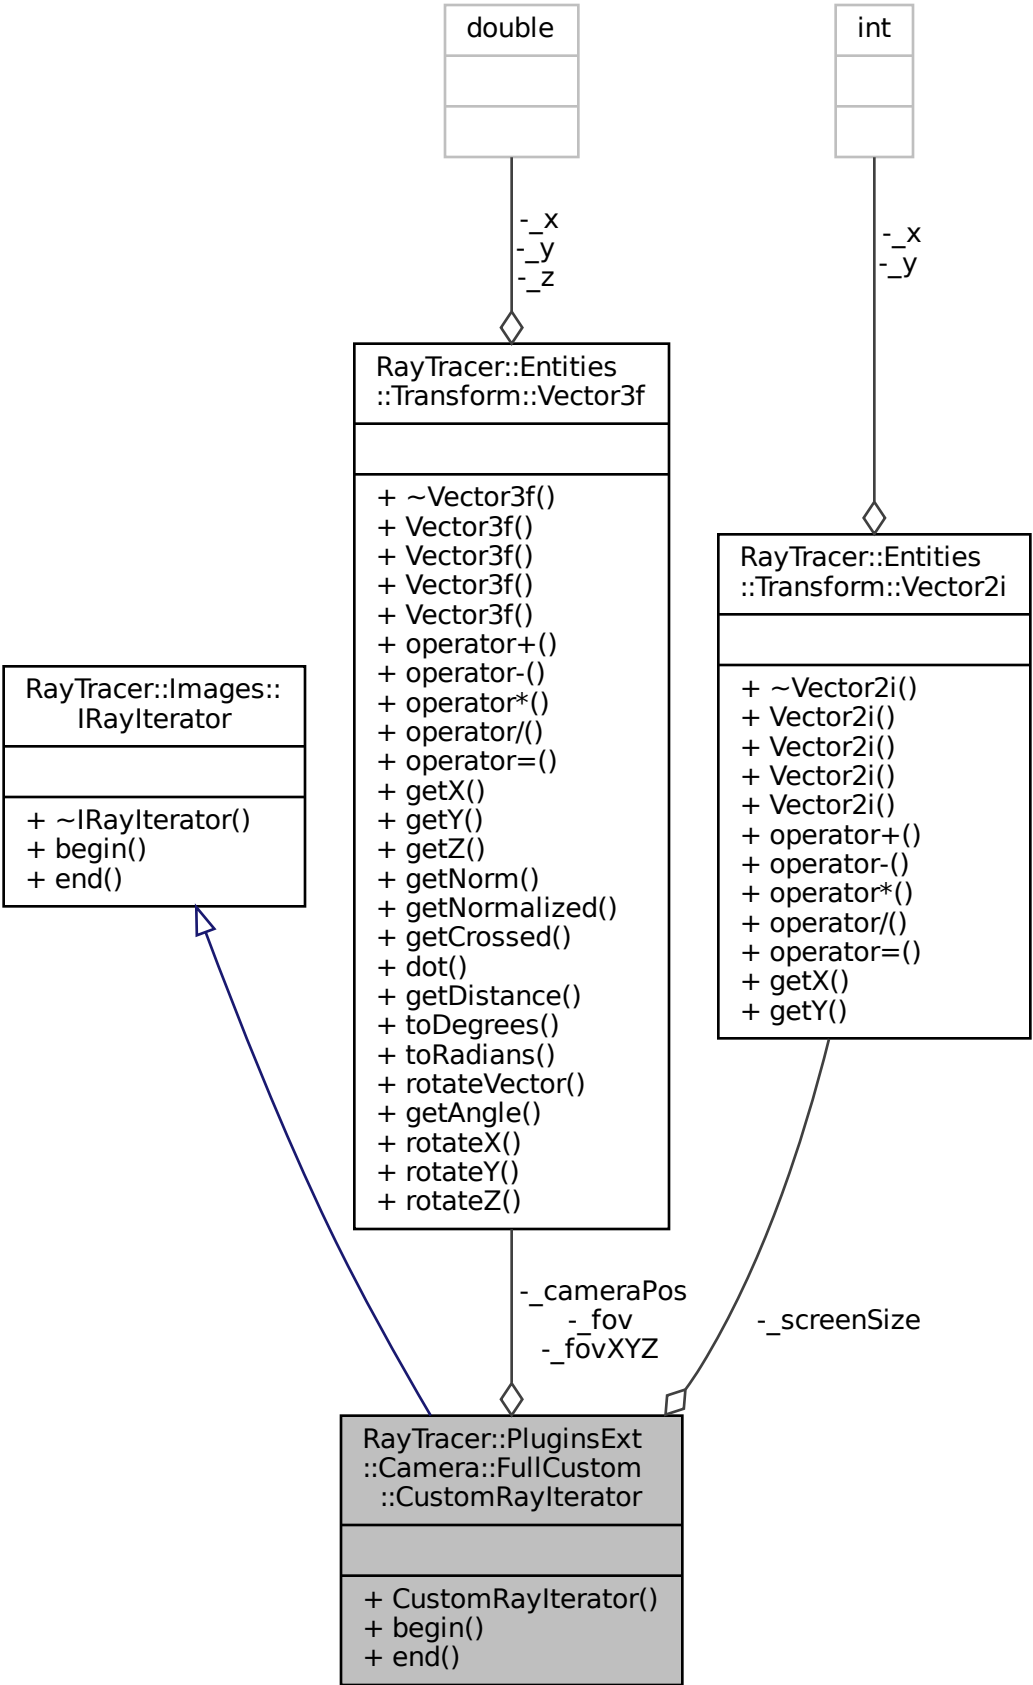 double
int
-_x
-_y
-_z
-_x
-_y
RayTracer::Entities
::Transform::Vector3f
+ ~Vector3f()
+ Vector3f()
+ Vector3f()
+ Vector3f()
+ Vector3f()
+ operator+()
+ operator-()
+ operator*()
+ operator/()
+ operator=()
+ getX()
+ getY()
+ getZ()
+ getNorm()
+ getNormalized()
+ getCrossed()
+ dot()
+ getDistance()
+ toDegrees()
+ toRadians()
+ rotateVector()
+ getAngle()
+ rotateX()
+ rotateY()
+ rotateZ()
RayTracer::Entities
::Transform::Vector2i
+ ~Vector2i()
+ Vector2i()
+ Vector2i()
+ Vector2i()
+ Vector2i()
+ operator+()
+ operator-()
+ operator*()
+ operator/()
+ operator=()
+ getX()
+ getY()
RayTracer::Images::
IRayIterator
+ ~IRayIterator()
+ begin()
+ end()
-_cameraPos
-_fov
-_fovXYZ
-_screenSize
RayTracer::PluginsExt
::Camera::FullCustom
::CustomRayIterator
+ CustomRayIterator()
+ begin()
+ end()